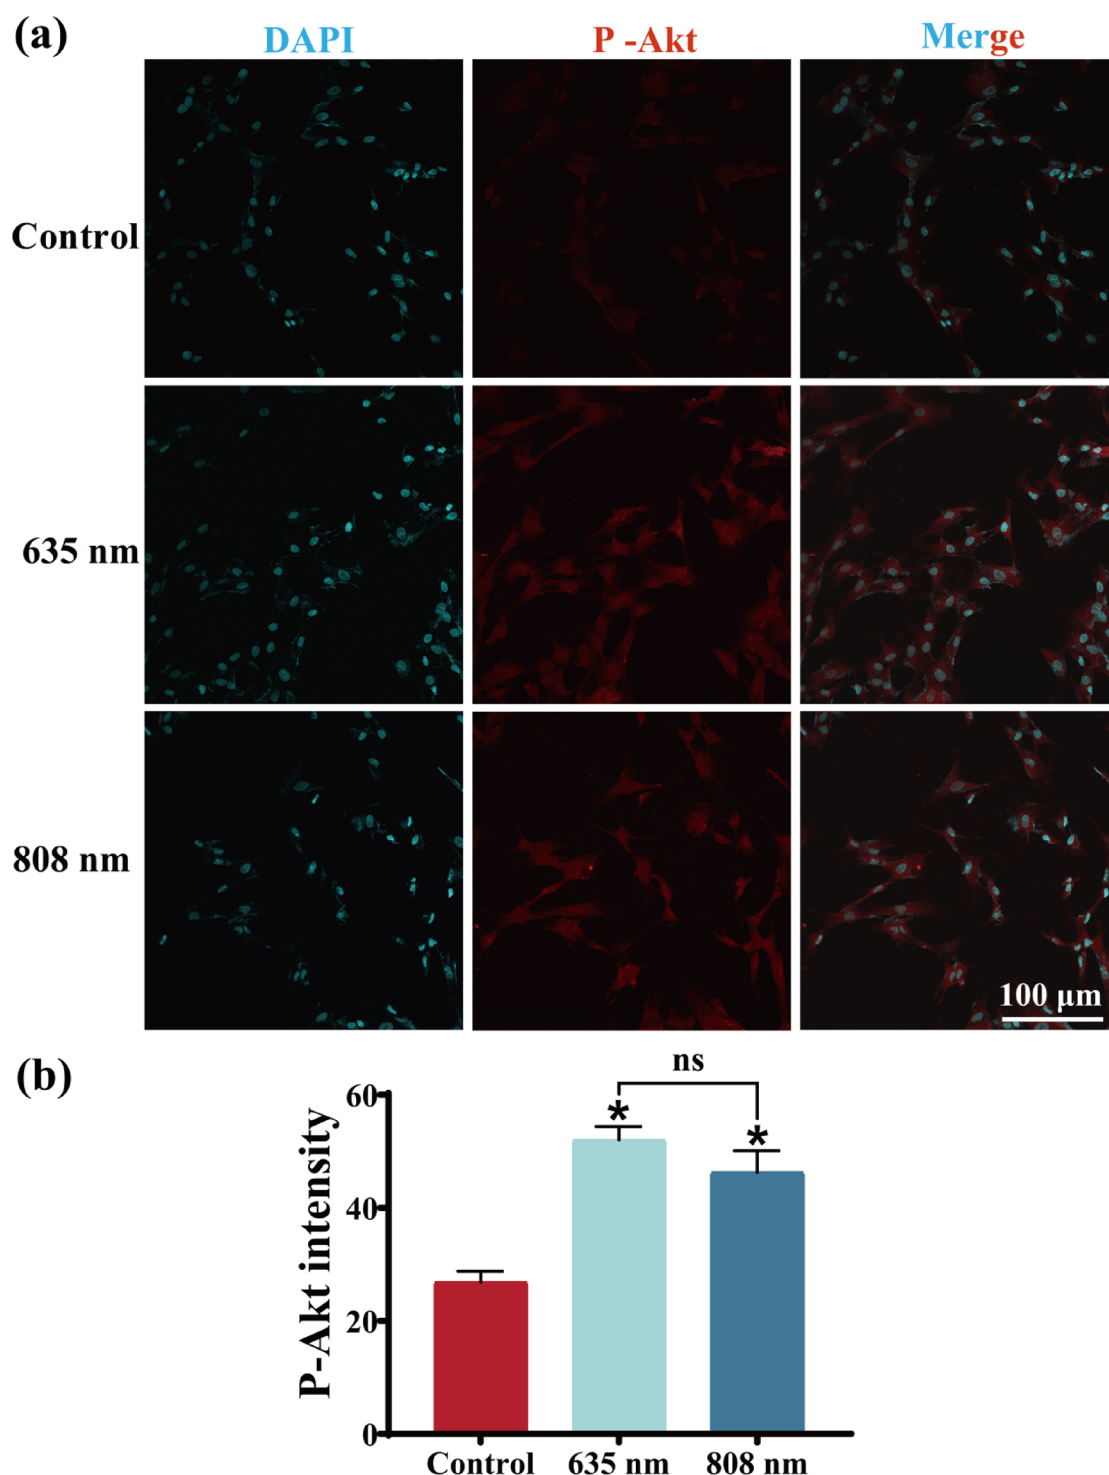 (a)
DAPI P -Akt Merge
Control
635 nm
808 nm
100 μm
(b)
ns
* *
60
40
20
0
P-Akt intensity
Control 635 nm 808 nm